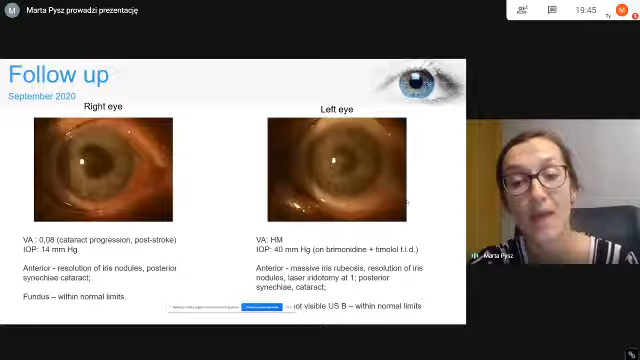 M
Marta Pysz prowadzi prezentację
19:45
Ty
M
Follow up
September 2020
Right eye
Left eye
VA : 0,08 (cataract progression, post-stroke)
IOP: 14 mm Hg
Anterior - resolution of iris nodules, posterior
synechiae cataract;
Fundus – within normal limits.
VA: HM
IOP: 40 mm Hg (on brimonidine + timolol t.i.d.)
Anterior - massive iris rubeosis, resolution of iris
nodules, laser iridotomy at 1; posterior
synechiae, cataract;
not visible US B – within normal limits
Marta Pysz